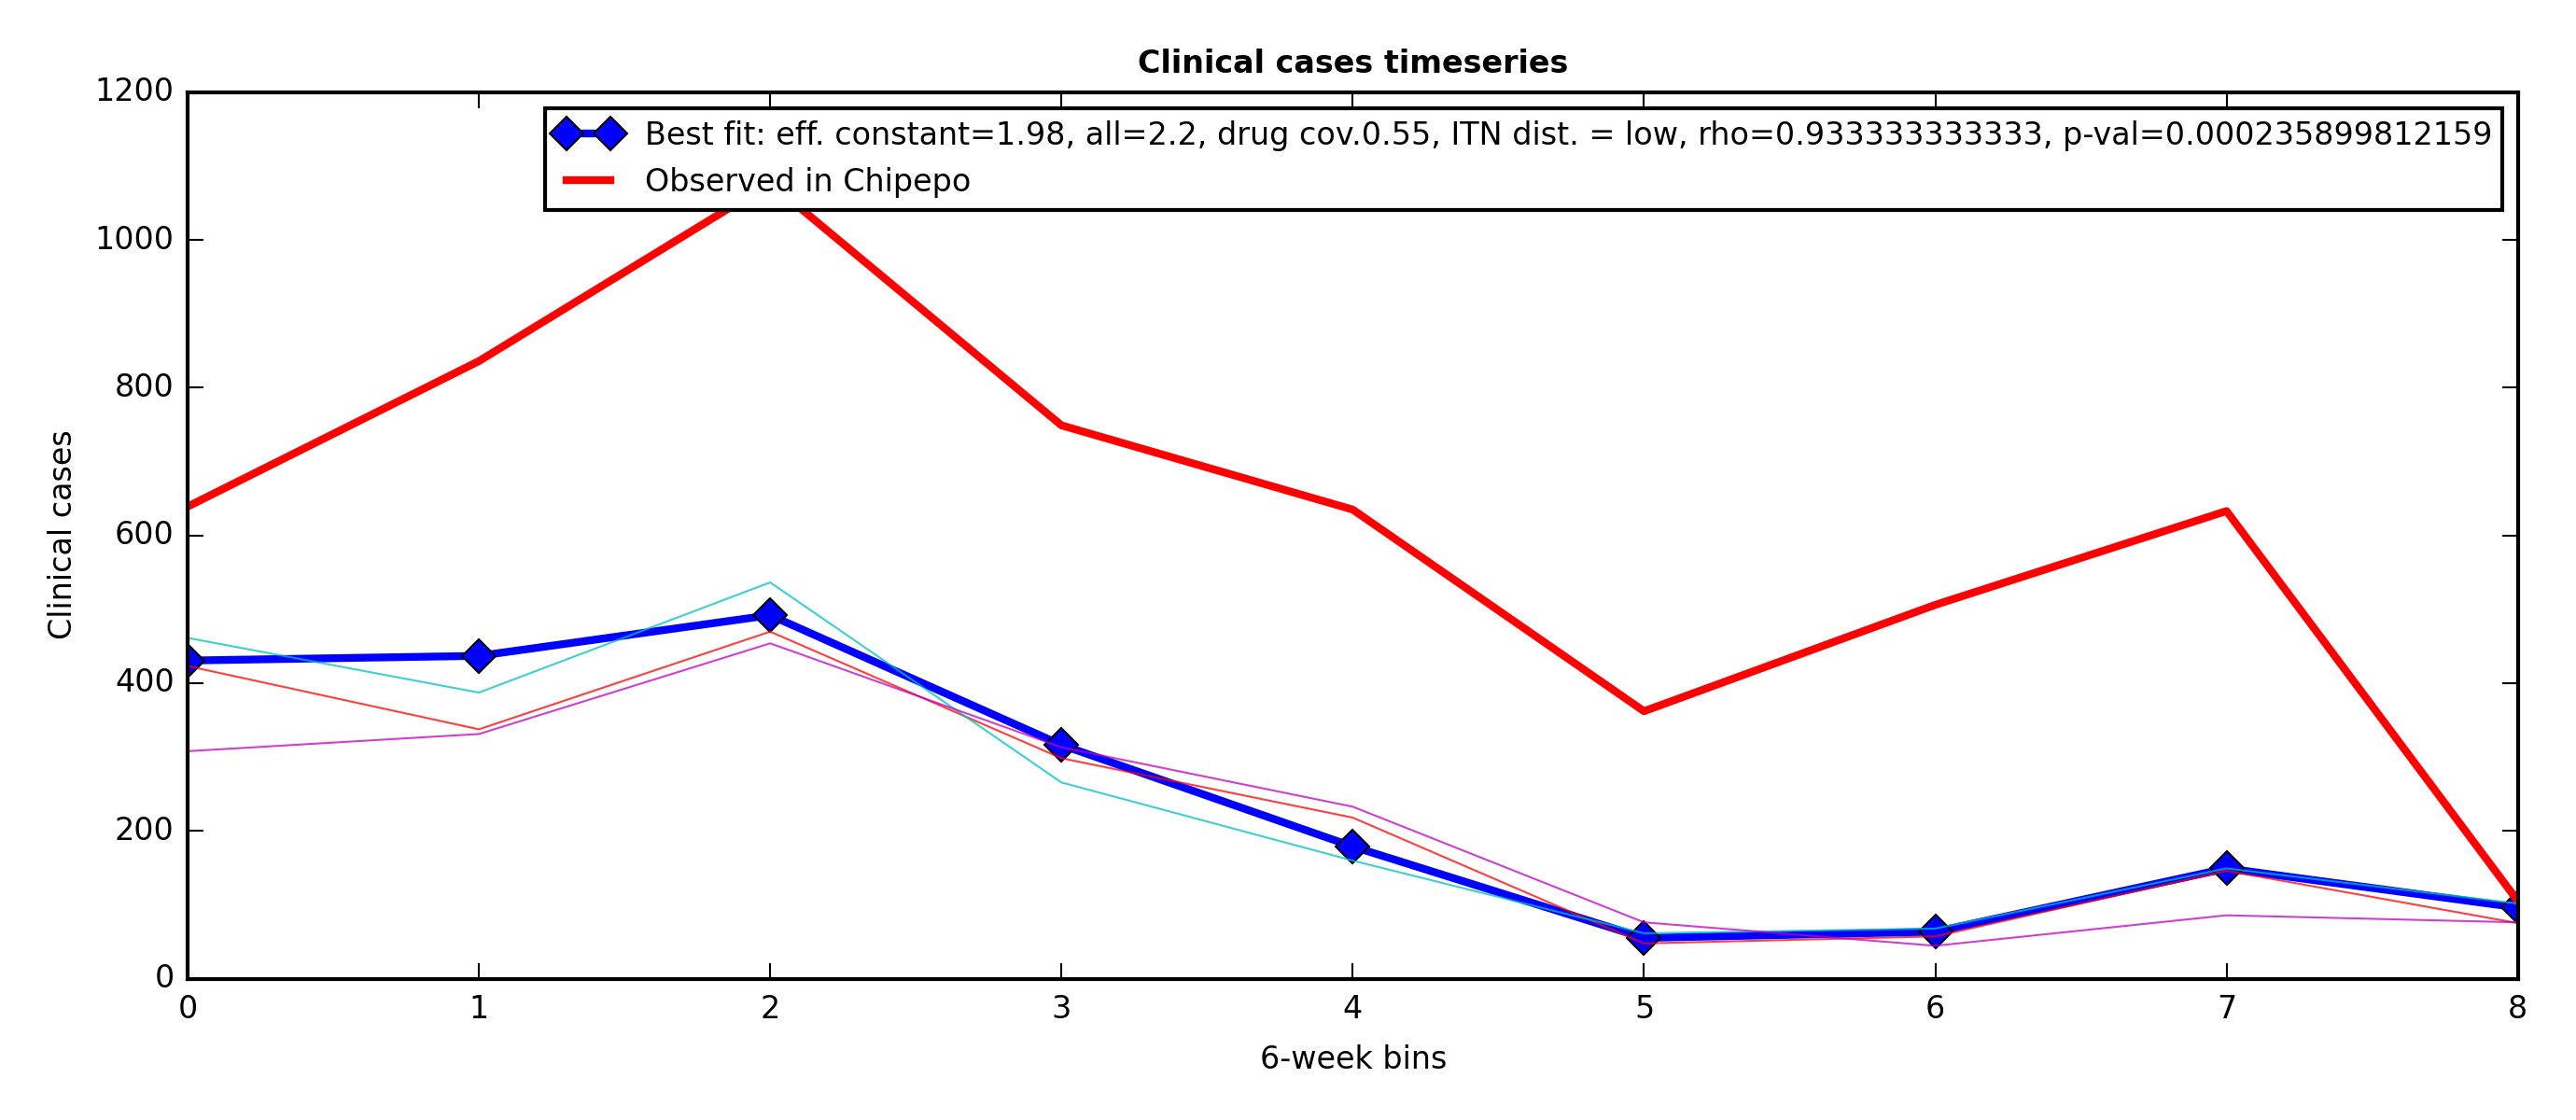 Clinical cases timeseries
1200
1000
800
600
400
200
0
Clinical cases
Best fit: eff. constant=1.98, all=2.2, drug cov.0.55, ITN dist. = low, rho=0.933333333333, p-val=0.000235899812159
Observed in Chipepo
0 1 2 3 4 5 6 7 8
6-week bins